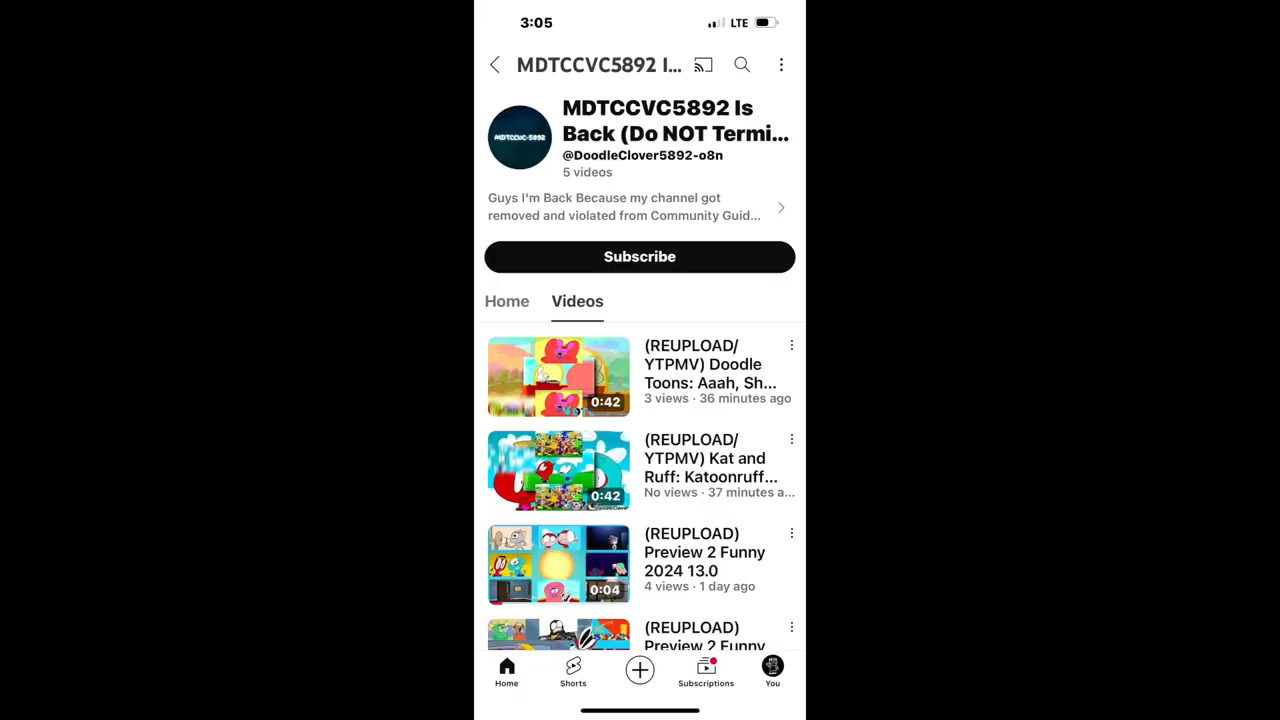 3:05
LTE
MDTCCVC5892 I...
MDTCCVC-5892
MDTCCVC5892 Is
Back (Do NOT Termi...
@DoodleClover5892-o8n
5 videos
Guys I'm Back Because my channel got
removed and violated from Community Guid...
Subscribe
Home
Videos
(REUPLOAD/
YTPMV) Doodle
Toons: Aaah, Sh...
3 views · 36 minutes ago
0:42
(REUPLOAD/
YTPMV) Kat and
Ruff: Katoonruff...
No views · 37 minutes a...
0:42
(REUPLOAD)
Preview 2 Funny
2024 13.0
4 views · 1 day ago
0:04
(REUPLOAD)
Preview 2 Funny
Home
Shorts
Subscriptions
You